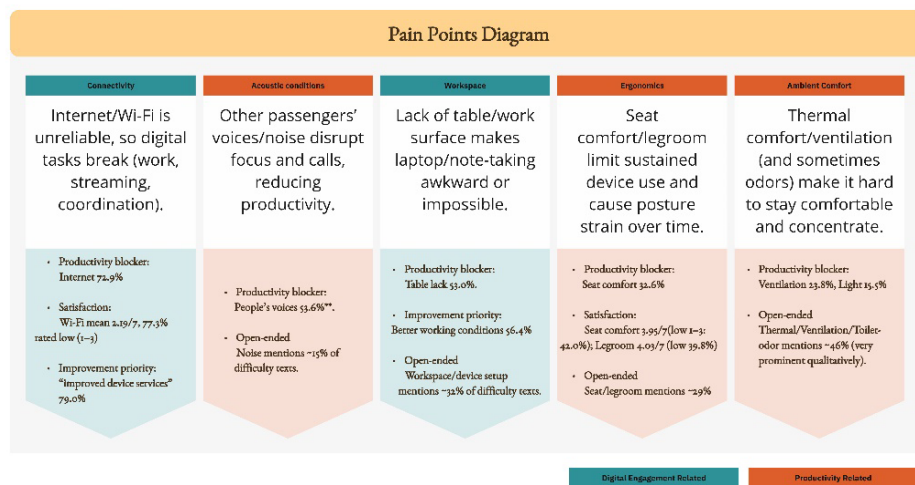 Pain Points Diagram
Connectivity
Internet/Wi-Fi is
unreliable, so digital
tasks break (work,
streaming,
coordination).
• Productivity blocker:
Internet 72.9%
• Satisfaction:
Wi-Fi mean 2.19/7, 77.3%
rated low (1–3)
• Improvement priority:
“improved device services”
79.0%
Acoustic conditions
Other passengers’
voices/noise disrupt
focus and calls,
reducing
productivity.
• Productivity blocker:
People’s voices 53.6%**.
• Open-ended
Noise mentions ~15% of
difficulty texts.
Workspace
Lack of table/work
surface makes
laptop/note-taking
awkward or
impossible.
• Productivity blocker:
Table lack 53.0%.
• Improvement priority:
Better working conditions 56.4%
• Open-ended
Workspace/device setup
mentions ~32% of difficulty texts.
Ergonomics
Seat
comfort/legroom
limit sustained
device use and
cause posture
strain over time.
• Productivity blocker:
Seat comfort 32.6%
• Satisfaction:
Seat comfort 3.95/7(low 1–3:
42.0%); Legroom 4.03/7 (low 39.8%)
• Open-ended
Seat/legroom mentions ~29%
Ambient Comfort
Thermal
comfort/ventilation
(and sometimes
odors) make it hard
to stay comfortable
and concentrate.
• Productivity blocker:
Ventilation 23.8%, Light 15.5%
• Open-ended
Thermal/Ventilation/Toilet-
odor mentions ~46% (very
prominent qualitatively).
Digital Engagement Related
Productivity Related